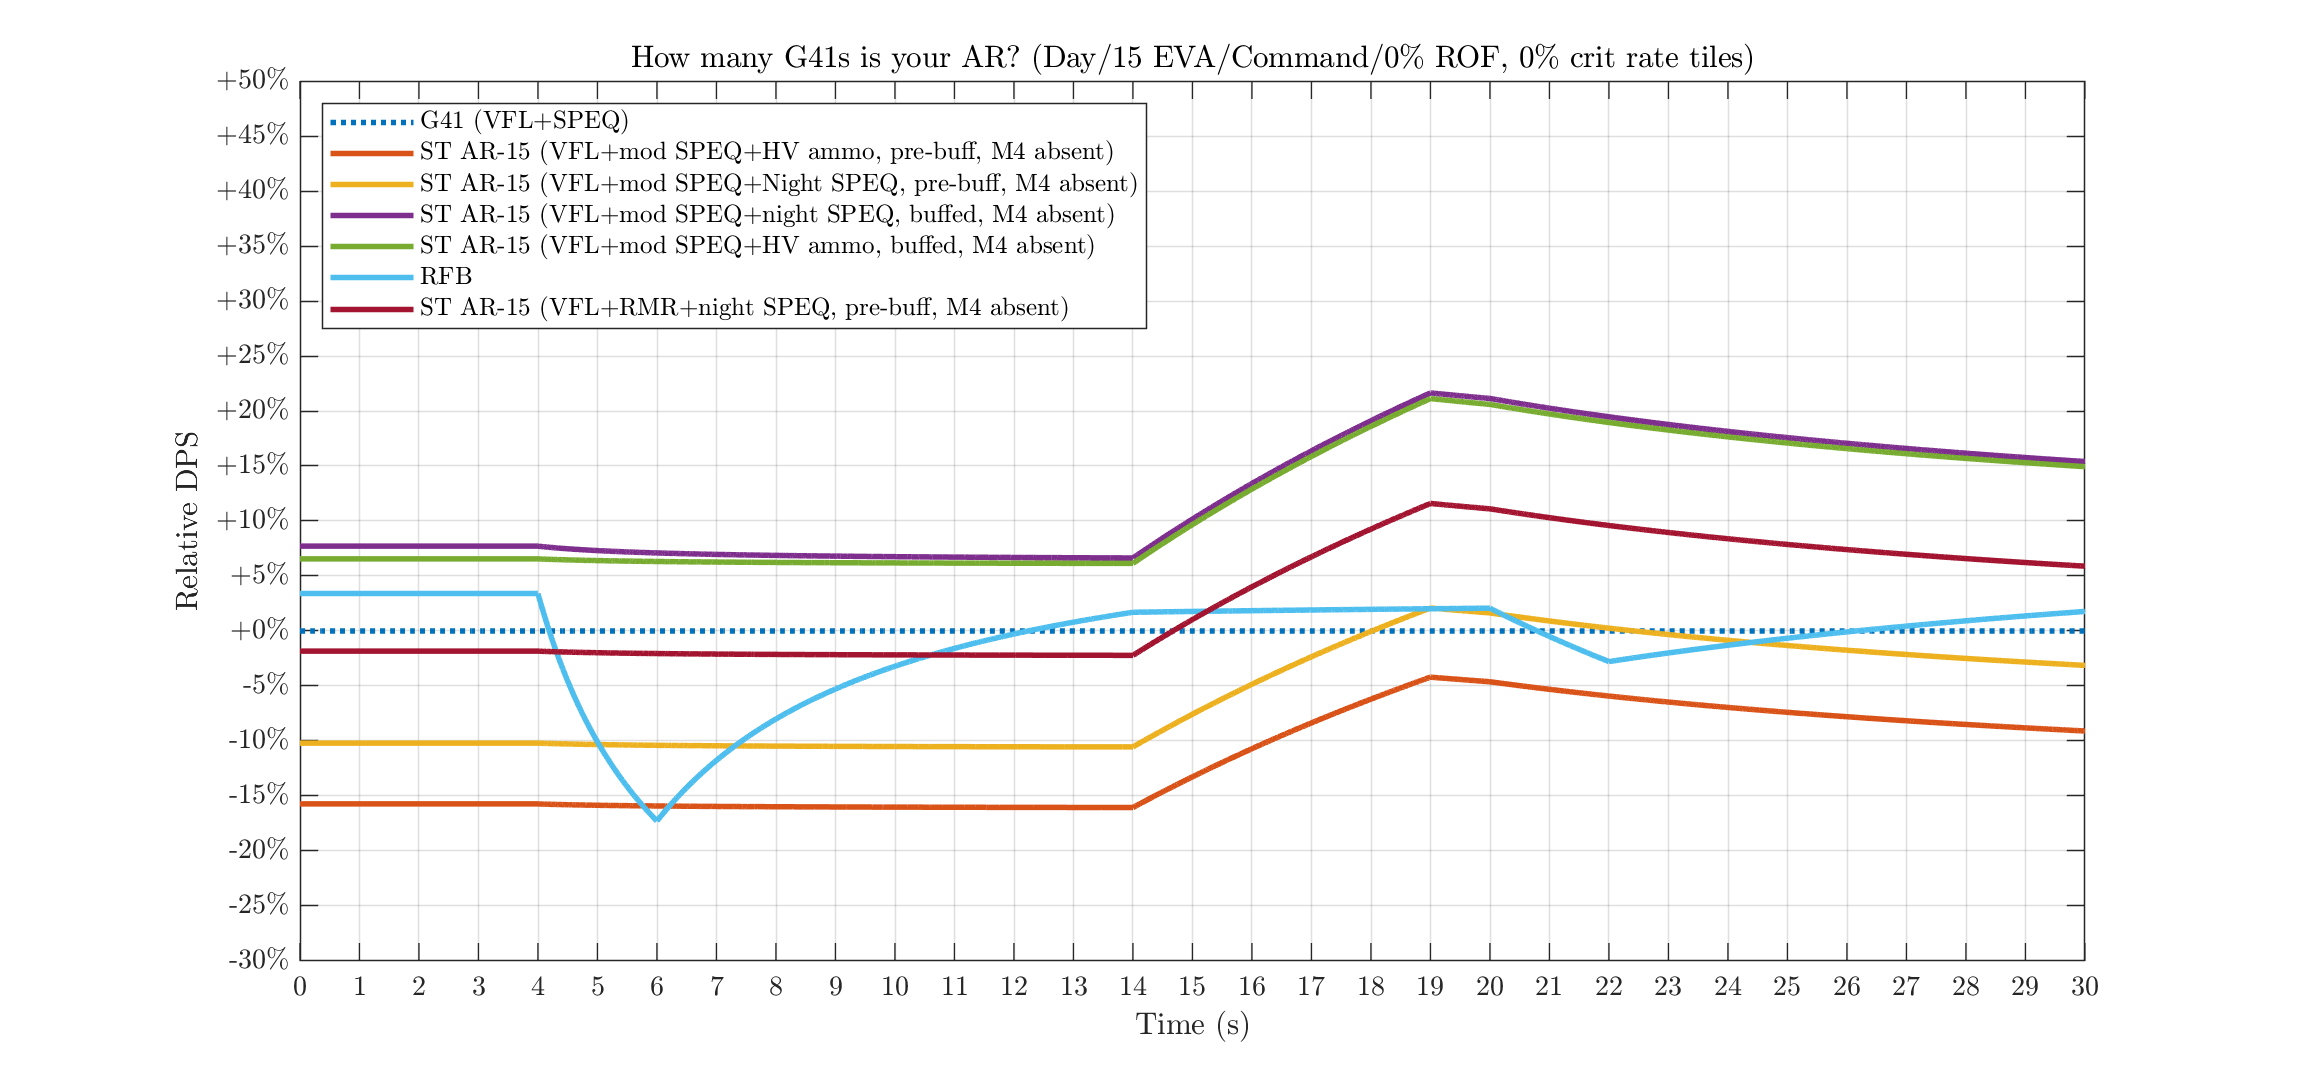 How many G41s is your AR? (Day/15 EVA/Command/0% ROF, 0% crit rate tiles)
+50%
+45%
+40%
+35%
+30%
+25%
+20%
+15%
+10%
+5%
+0%
-5%
-10%
-15%
-20%
-25%
-30%
Relative DPS
G41 (VFL+SPEQ)
ST AR-15 (VFL+mod SPEQ+HV ammo, pre-buff, M4 absent)
ST AR-15 (VFL+mod SPEQ+Night SPEQ, pre-buff, M4 absent)
ST AR-15 (VFL+mod SPEQ+night SPEQ, buffed, M4 absent)
ST AR-15 (VFL+mod SPEQ+HV ammo, buffed, M4 absent)
RFB
ST AR-15 (VFL+RMR+night SPEQ, pre-buff, M4 absent)
0 1 2 3 4 5 6 7 8 9 10 11 12 13 14 15 16 17 18 19 20 21 22 23 24 25 26 27 28 29 30
Time (s)